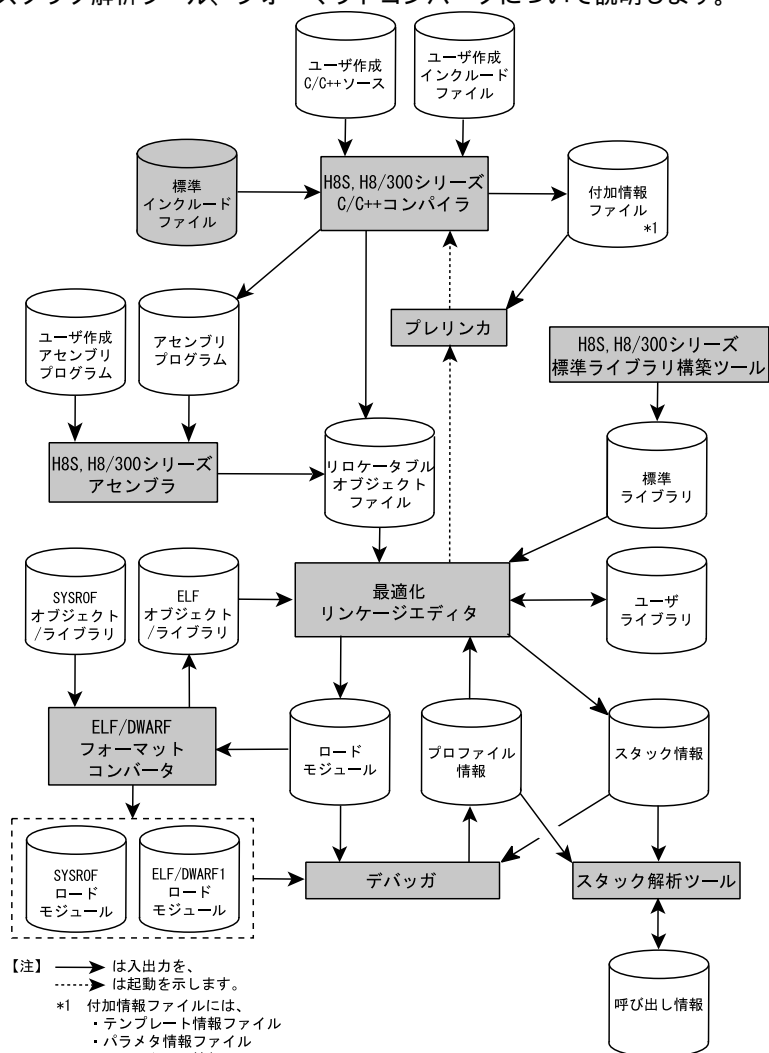 スタック解析ツール、フォーマットコンバータについて説明します。
ユーザ作成
C/C++ソース
ユーザ作成
インクルード
ファイル
標準
インクルード
ファイル
H8S, H8/300シリーズ
C/C++コンパイラ
付加情報
ファイル
*1
ユーザ作成
アセンブリ
プログラム
アセンブリ
プログラム
プレリンカ
H8S, H8/300シリーズ
標準ライブラリ構築ツール
H8S, H8/300シリーズ
アセンブラ
リロケータブル
オブジェクト
ファイル
標準
ライブラリ
SYSROF
オブジェクト
/ライブラリ
ELF
オブジェクト
/ライブラリ
最適化
リンケージエディタ
ユーザ
ライブラリ
ELF/DWARF
フォーマット
コンバータ
ロード
モジュール
プロファイル
情報
スタック情報
SYSROF
ロード
モジュール
ELF/DWARF1
ロード
モジュール
デバッガ
スタック解析ツール
呼び出し情報
【注】 は入出力を、
は起動を示します。
*1 付加情報ファイルには、
・テンプレート情報ファイル
・パラメタ情報ファイル